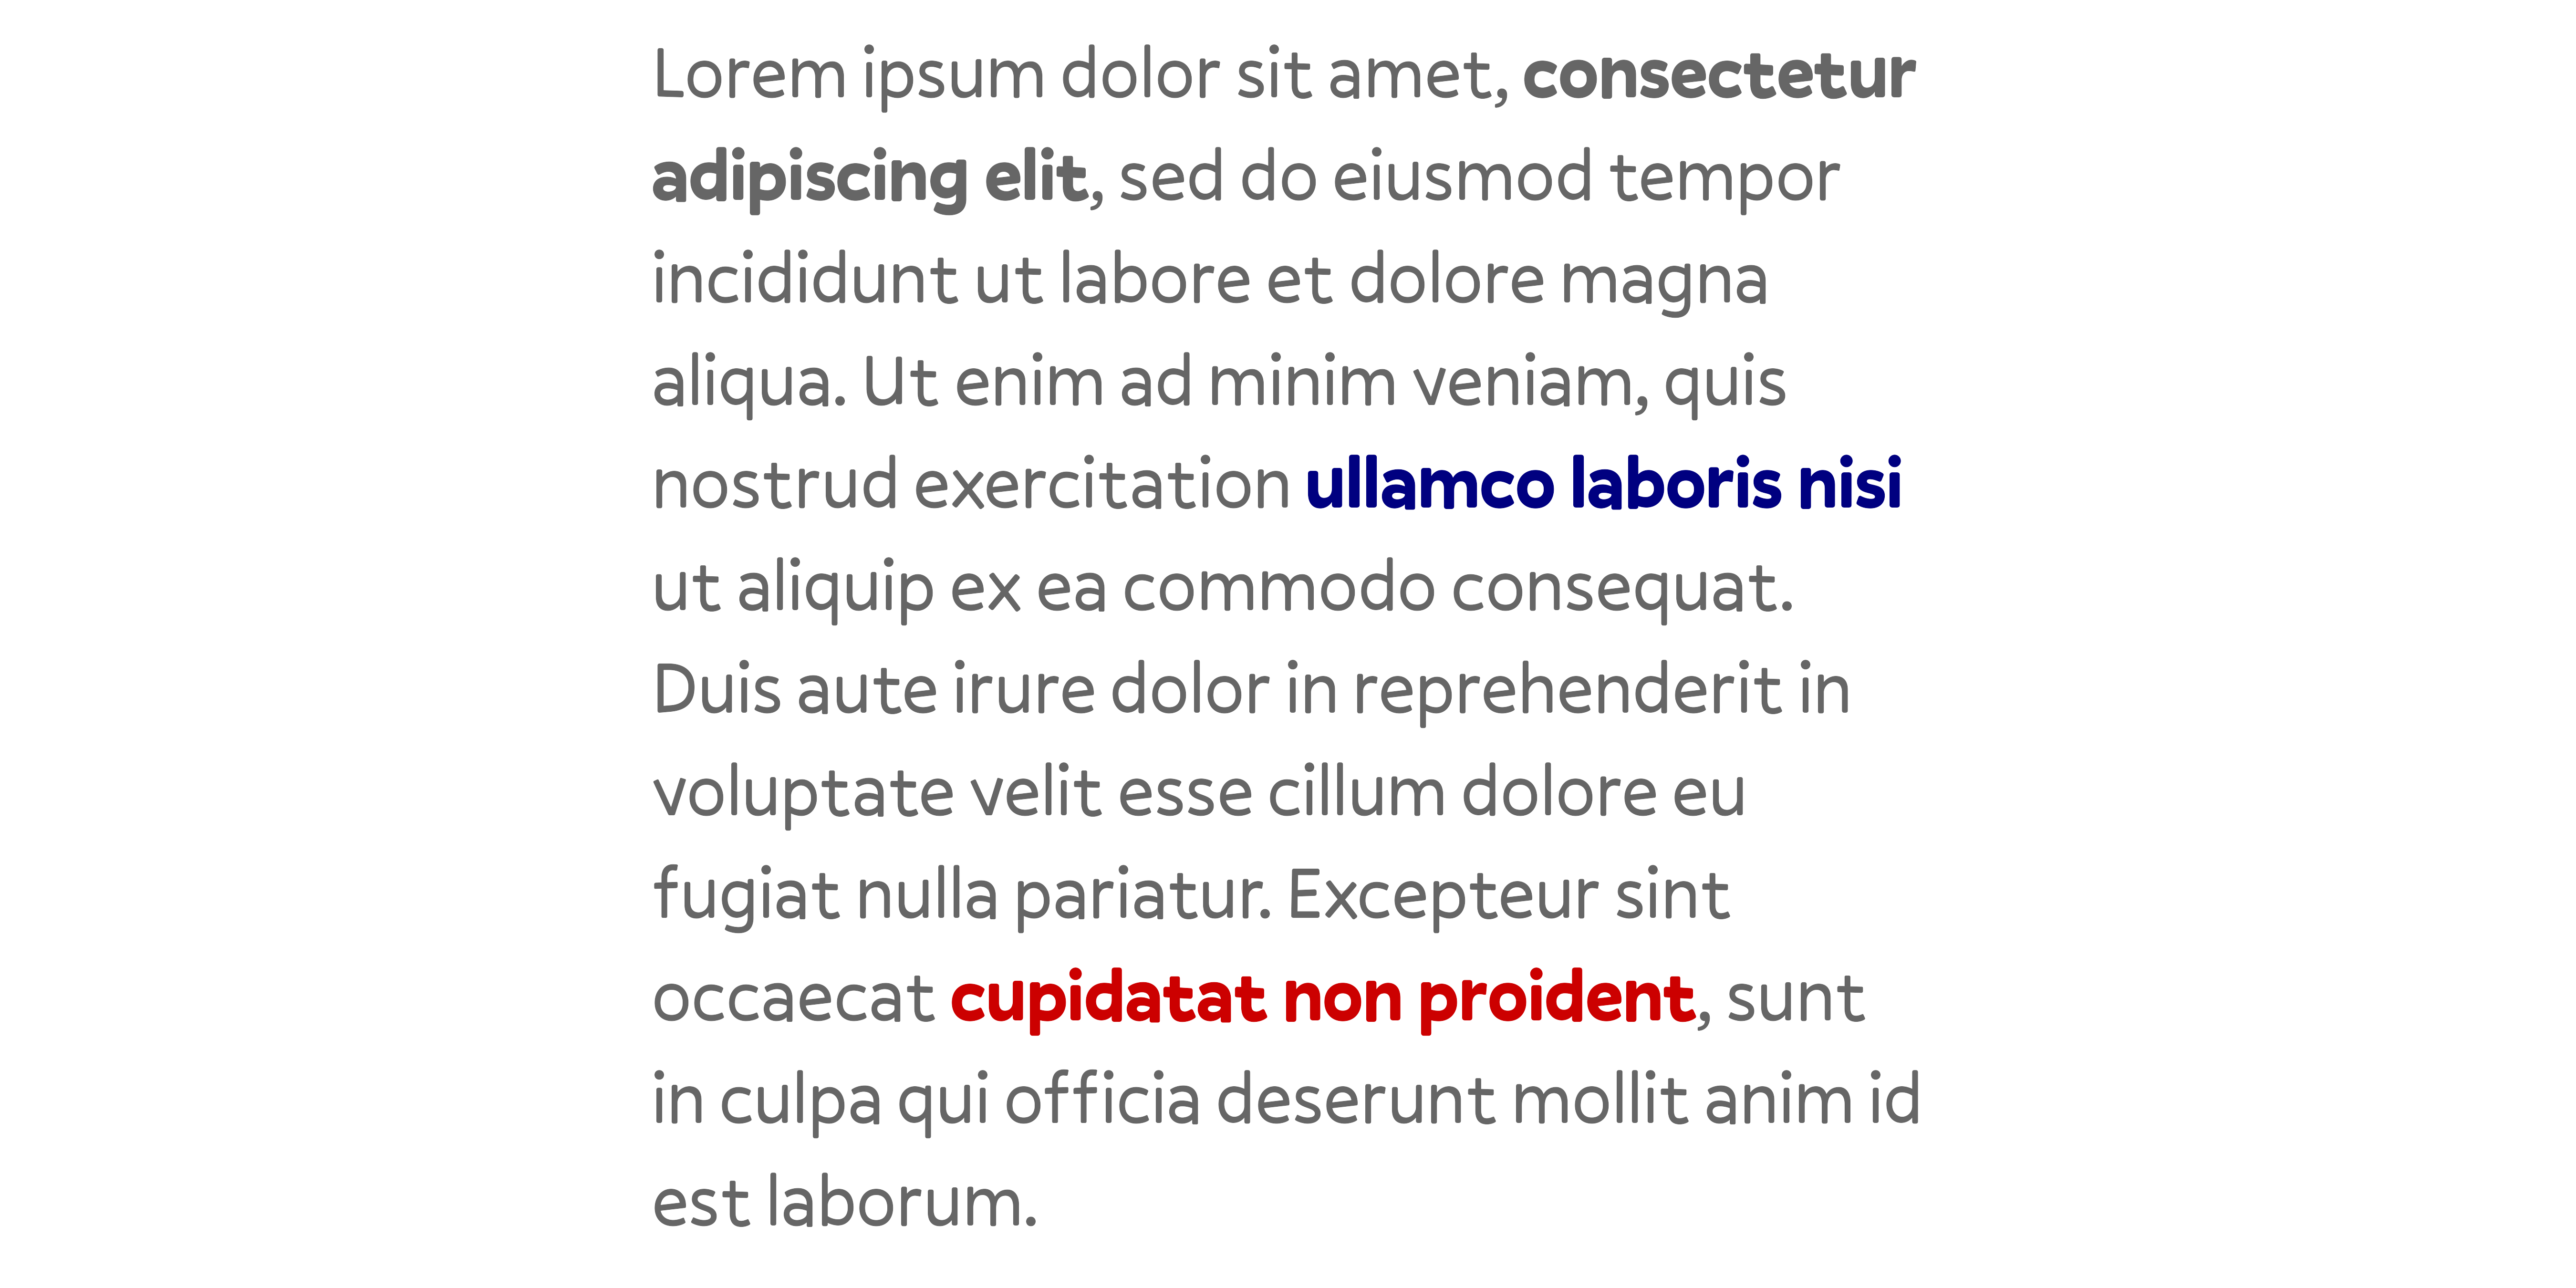 Lorem ipsum dolor sit amet, consectetur
adipiscing elit, sed do eiusmod tempor
incididunt ut labore et dolore magna
aliqua. Ut enim ad minim veniam, quis
nostrud exercitation ullamco laboris nisi
ut aliquip ex ea commodo consequat.
Duis aute irure dolor in reprehenderit in
voluptate velit esse cillum dolore eu
fugiat nulla pariatur. Excepteur sint
occaecat cupidatat non proident, sunt
in culpa qui officia deserunt mollit anim id
est laborum.